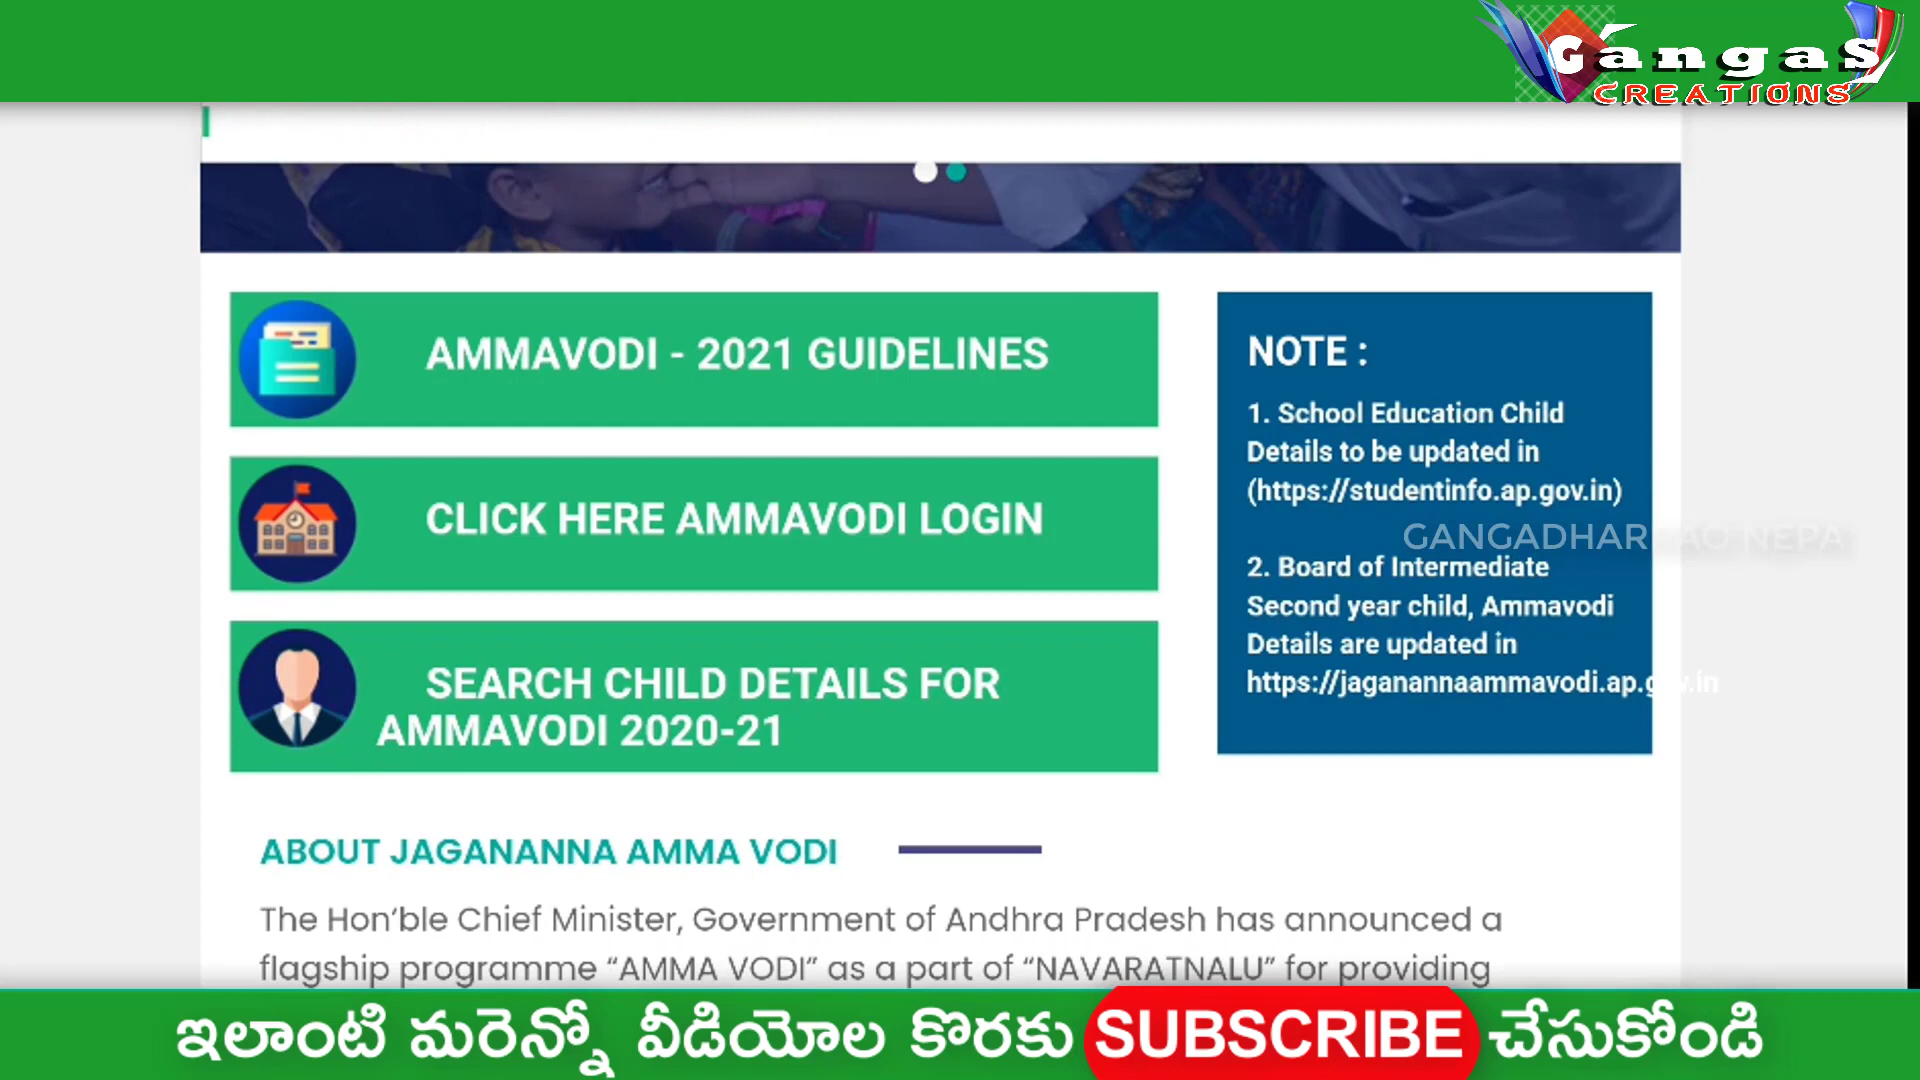 GangaS
CREATIONS
AMMAVODI - 2021 GUIDELINES
CLICK HERE AMMAVODI LOGIN
SEARCH CHILD DETAILS FOR
AMMAVODI 2020-21
NOTE :
1. School Education Child
Details to be updated in
(https://studentinfo.ap.gov.in)
2. Board of Intermediate
Second year child, Ammavodi
Details are updated in
https://jaganannaammavodi.ap.gov.in
GANGADHAR RAO NEPA
ABOUT JAGANANNA AMMA VODI
The Hon'ble Chief Minister, Government of Andhra Pradesh has announced a
flagship programme “AMMA VODI” as a part of “NAVARATNALU” for providing
ఇలాంటి మరెన్నో వీడియోల కొరకు SUBSCRIBE చేసుకోండి